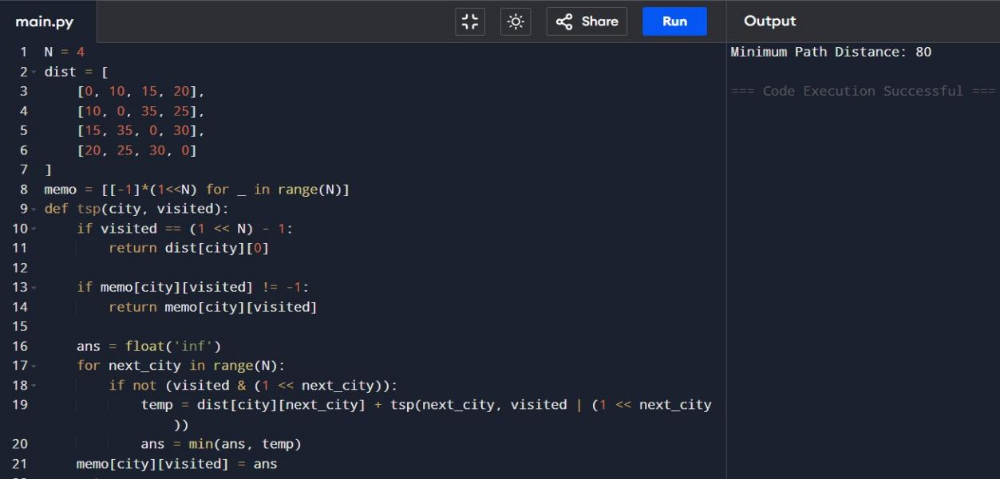 main.py
Share
Run
Output
1 N = 4
2 dist = [
3     [0, 10, 15, 20],
4     [10, 0, 35, 25],
5     [15, 35, 0, 30],
6     [20, 25, 30, 0]
7 ]
8 memo = [[-1]*(1<<N) for _ in range(N)]
9 def tsp(city, visited):
10     if visited == (1 << N) - 1:
11         return dist[city][0]
12
13     if memo[city][visited] != -1:
14         return memo[city][visited]
15
16     ans = float('inf')
17     for next_city in range(N):
18         if not (visited & (1 << next_city)):
19             temp = dist[city][next_city] + tsp(next_city, visited | (1 << next_city
))
20             ans = min(ans, temp)
21     memo[city][visited] = ans
Minimum Path Distance: 80
=== Code Execution Successful ===